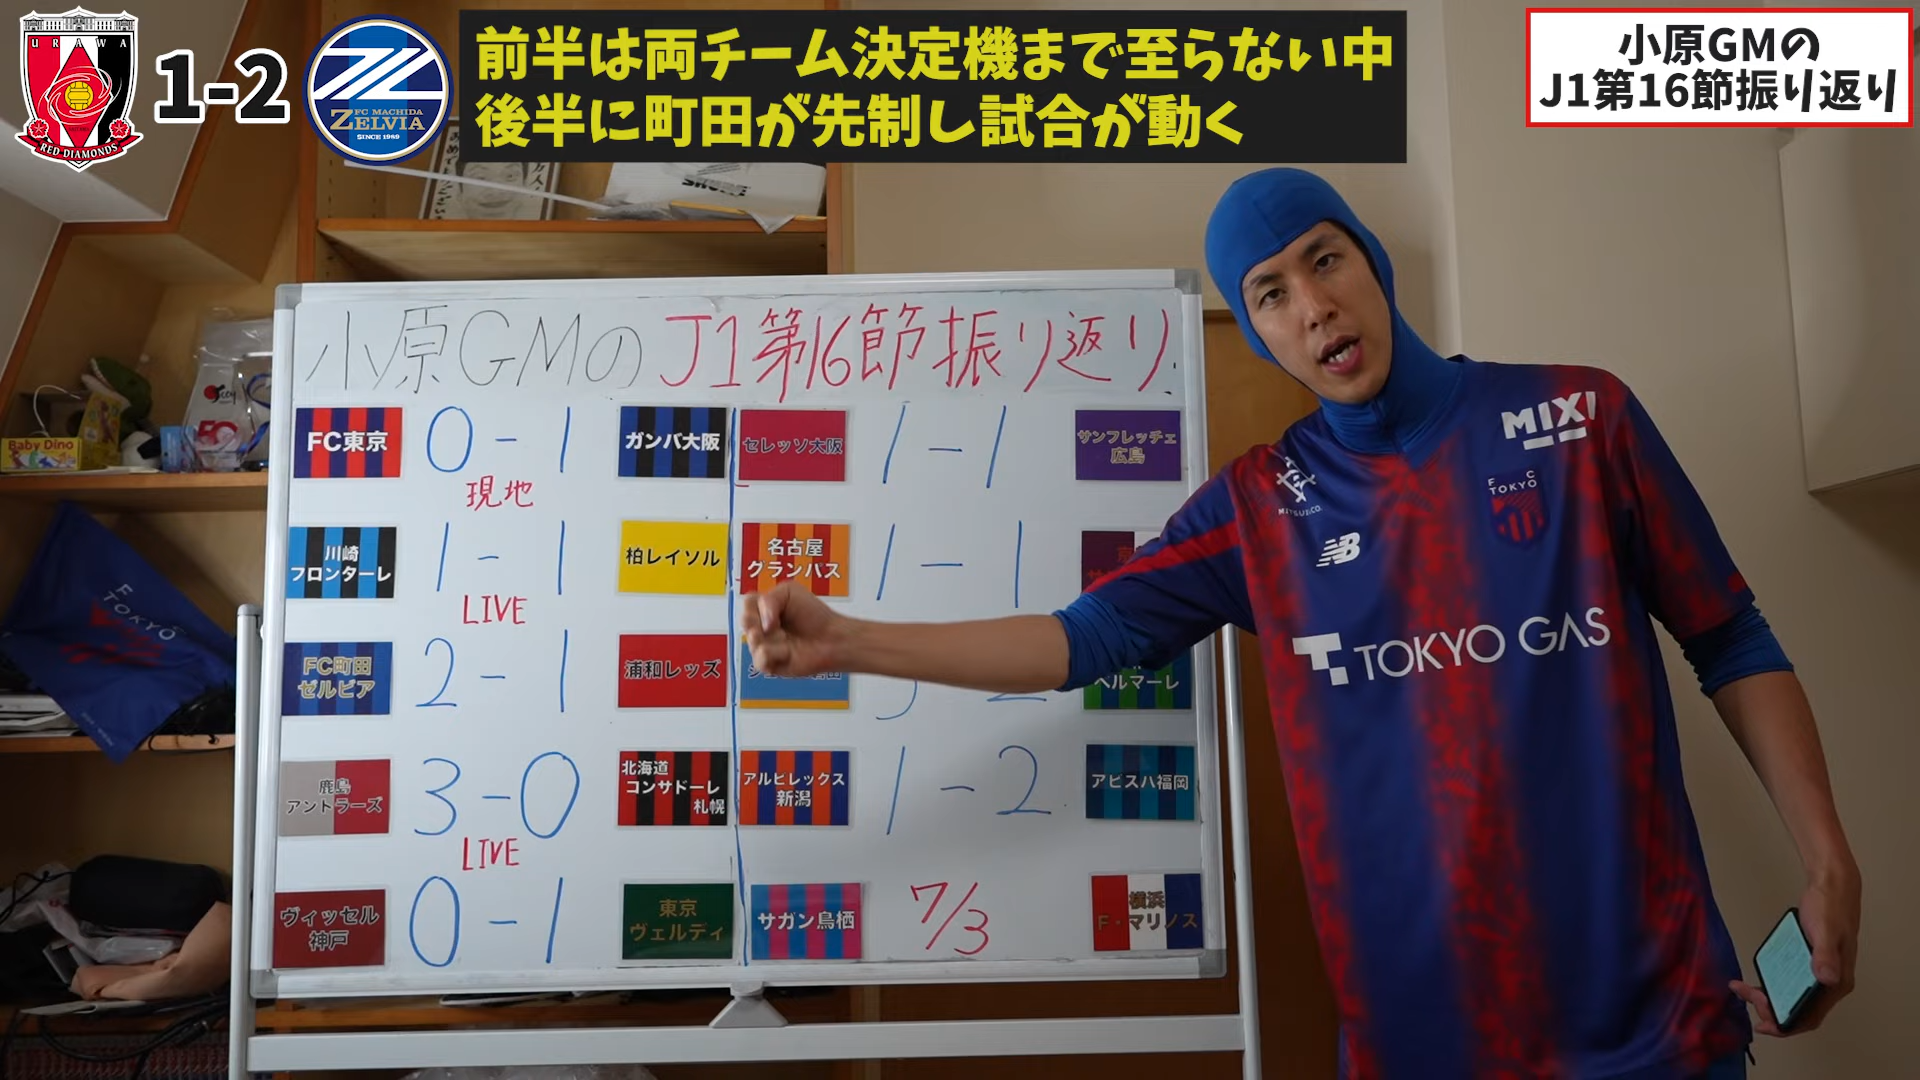 URAWA
RED DIAMONDS
1-2
FC MACHIDA
ZELVIA
SINCE 1989
前半は両チーム決定機まで至らない中
後半に町田が先制し試合が動く
小原GMの
J1第16節振り返り
小原GMのJ1第16節振り返り
FC東京 0-1 ガンバ大阪
現地
川崎
フロンターレ
1-1 柏レイソル
LIVE
FC町田
ゼルビア
2-1 浦和レッズ
鹿島
アントラーズ
3-0
北海道
コンサドーレ
札幌
LIVE
ヴィッセル
神戸
0-1
東京
ヴェルディ
セレッソ大阪 1-1
サンフレッチェ
広島
名古屋
グランパス
1-1
ベルマーレ
アルビレックス
新潟
1-2 アビスパ福岡
サガン鳥栖 7/3
横浜
F・マリノス
Baby Dino
F
TOKYO
MIXI
F C
TOKYO
MITSUI&CO.
NB
TOKYO GAS